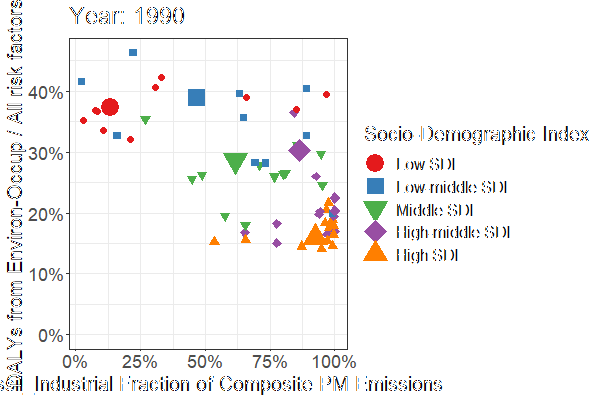 Year: 1990
DALYs from Environ-Occup / All risk factors
40%
30%
20%
10%
0%
0%
25%
50%
75%
100%
Industrial Fraction of Composite PM Emissions
Socio-Demographic Index
Low SDI
Low-middle SDI
Middle SDI
High-middle SDI
High SDI